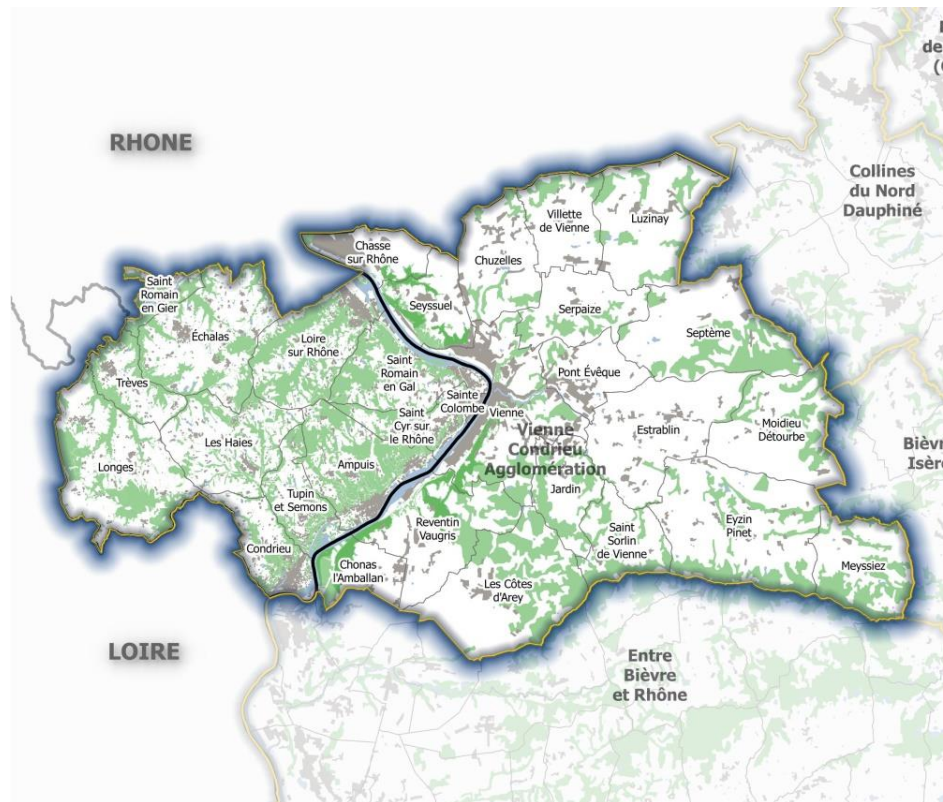 de
(
RHONE
Collines
du Nord
Dauphiné
Villette
de Vienne
Luzinay
Chasse
sur Rhône
Chuzelles
Saint
Romain
en Gier
Seyssuel
Serpaize
Septème
Échalas
Loire
sur Rhône
Saint
Romain
en Gal
Trèves
Pont Évêque
Sainte
Colombe
Vienne
Saint
Cyr sur
le Rhône
Moidieu
Détourbe
Les Haies
Estrablin
Vienne
Condrieu
Agglomération
Bièvr
Isèr
Longes
Ampuis
Jardin
Tupin
et Semons
Reventin
Vaugris
Saint
Sorlin
de Vienne
Eyzin
Pinet
Condrieu
Chonas
l'Amballan
Les Côtes
d'Arey
Meyssiez
LOIRE
Entre
Bièvre
et Rhône